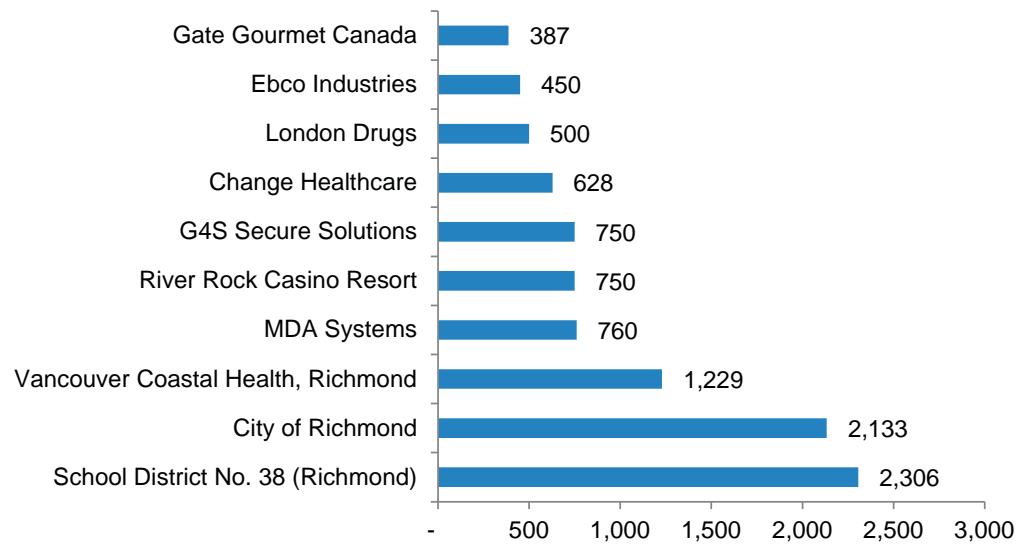 Gate Gourmet Canada 387
Ebco Industries 450
London Drugs 500
Change Healthcare 628
G4S Secure Solutions 750
River Rock Casino Resort 750
MDA Systems 760
Vancouver Coastal Health, Richmond 1,229
City of Richmond 2,133
School District No. 38 (Richmond) 2,306
- 500 1,000 1,500 2,000 2,500 3,000